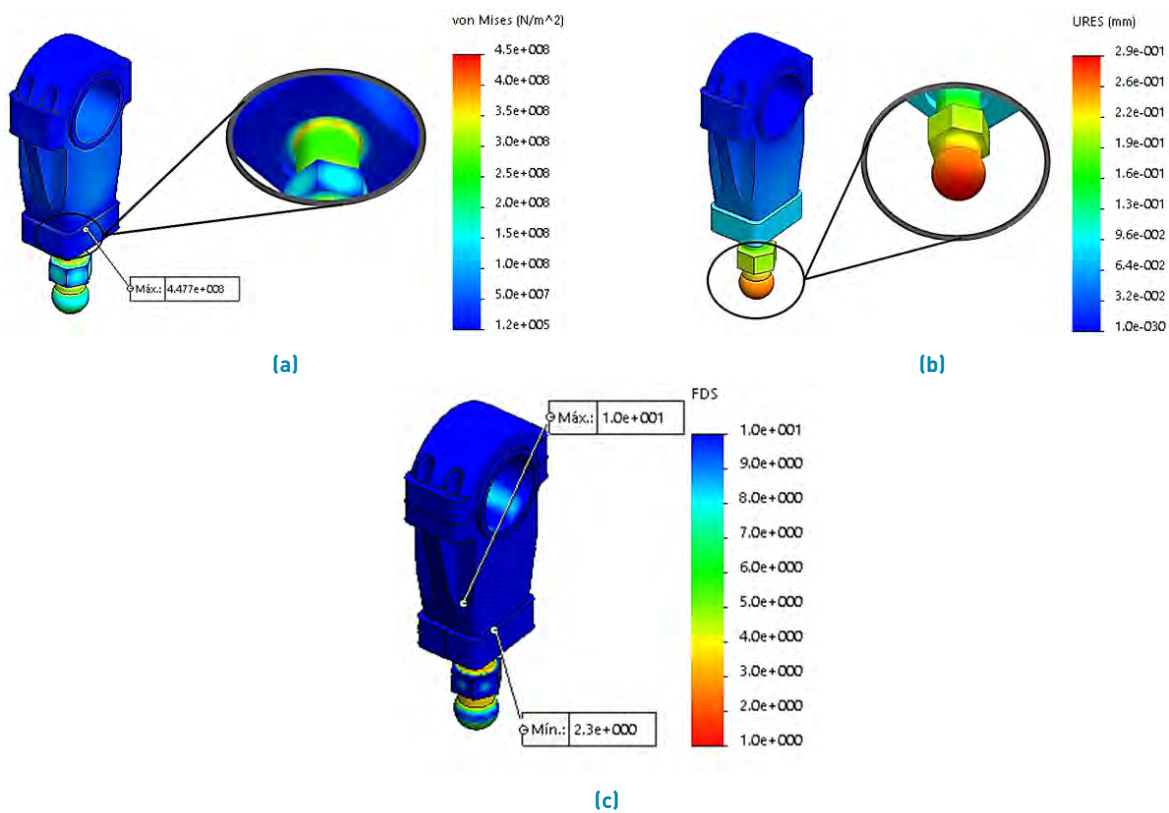 von Mises (N/m^2)
4.5e+008
4.0e+008
3.5e+008
3.0e+008
2.5e+008
2.0e+008
1.5e+008
1.0e+008
5.0e+007
1.2e+005
Máx.: 4.477e+008
(a)
URES (mm)
2.9e-001
2.6e-001
2.2e-001
1.9e-001
1.6e-001
1.3e-001
9.6e-002
6.4e-002
3.2e-002
1.0e-030
(b)
FDS
Máx.: 1.0e+001
1.0e+001
9.0e+000
8.0e+000
7.0e+000
6.0e+000
5.0e+000
4.0e+000
3.0e+000
2.0e+000
1.0e+000
Mín.: 2.3e+000
(c)